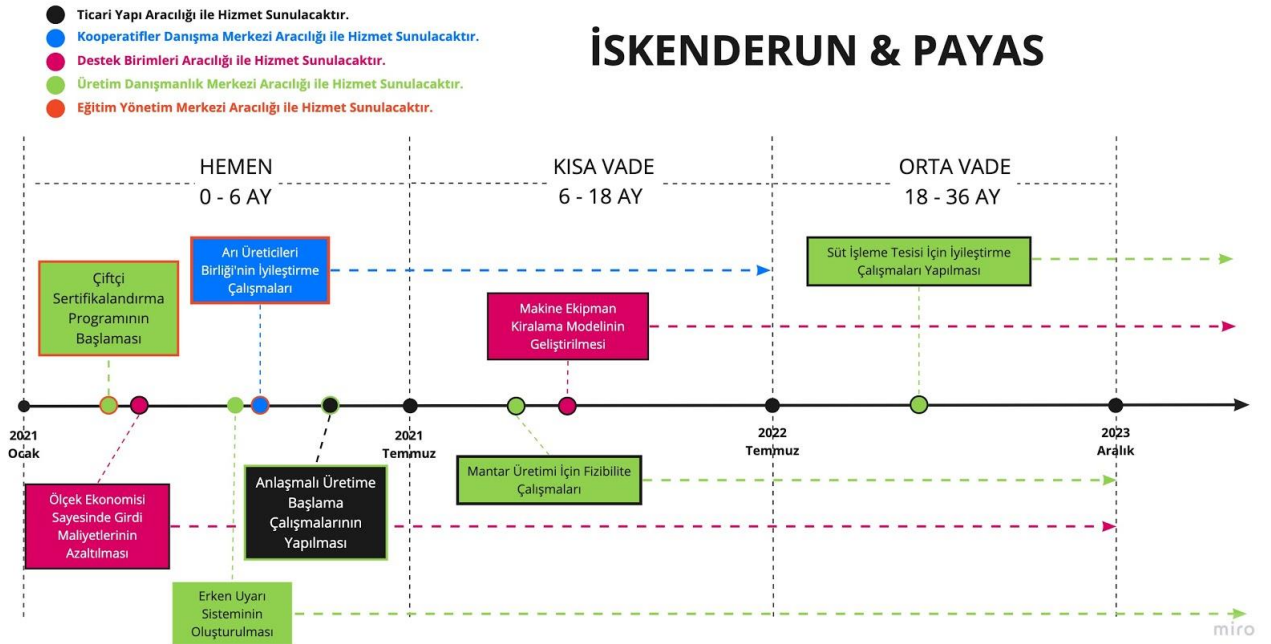 Ticari Yapı Aracılığı ile Hizmet Sunulacaktır.
Kooperatifler Danışma Merkezi Aracılığı ile Hizmet Sunulacaktır.
Destek Birimleri Aracılığı ile Hizmet Sunulacaktır.
Üretim Danışmanlık Merkezi Aracılığı ile Hizmet Sunulacaktır.
Eğitim Yönetim Merkezi Aracılığı ile Hizmet Sunulacaktır.
İSKENDERUN & PAYAS
HEMEN
0 - 6 AY
KISA VADE
6 - 18 AY
ORTA VADE
18 - 36 AY
Çiftçi
Sertifikalandırma
Programının
Başlaması
Arı Üreticileri
Birliği'nin İyileştirme
Çalışmaları
Makine Ekipman
Kiralama Modelinin
Geliştirilmesi
Süt İşleme Tesisi İçin İyileştirme
Çalışmaları Yapılması
2021
Ocak
2021
Temmuz
2022
Temmuz
2023
Aralık
Ölçek Ekonomisi
Sayesinde Girdi
Maliyetlerinin
Azaltılması
Anlaşmalı Üretime
Başlama
Çalışmalarının
Yapılması
Mantar Üretimi İçin Fizibilite
Çalışmaları
Erken Uyarı
Sisteminin
Oluşturulması
miro